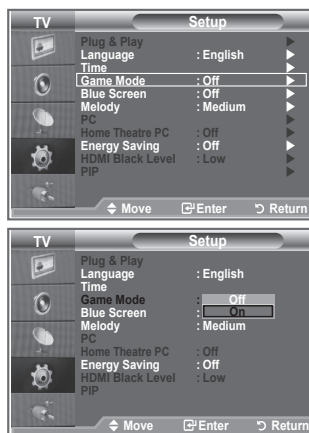 TV Setup
Plug & Play
Language : English
Time
Game Mode : Off
Blue Screen : Off
Melody : Medium
PC
Home Theatre PC : Off
Energy Saving : Off
HDMI Black Level : Low
PIP
Move Enter Return
TV Setup
Plug & Play
Language : English
Time
Game Mode : Off
Blue Screen : On
Melody : Medium
PC
Home Theatre PC : Off
Energy Saving : Off
HDMI Black Level : Low
PIP
Move Enter Return